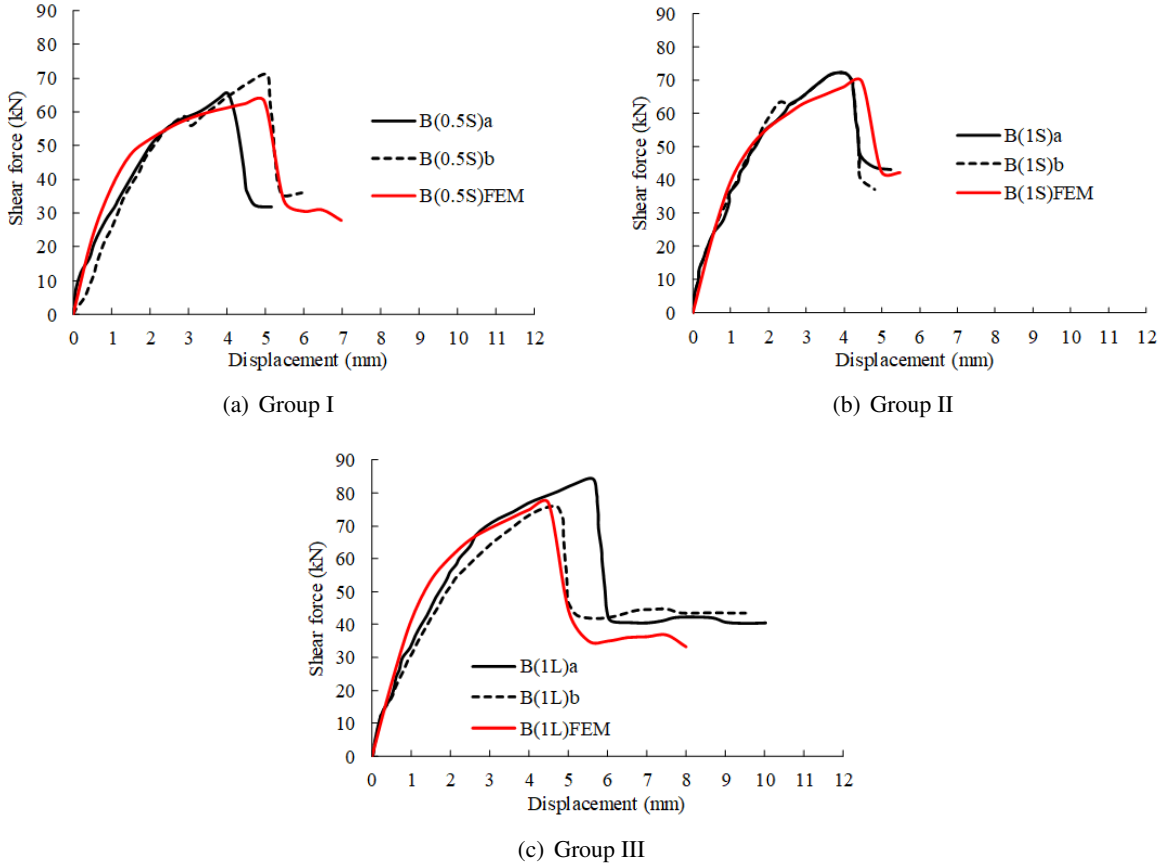 90
80
70
60
50
40
30
20
10
0
Shear force (kN)
B(0.5S)a
B(0.5S)b
B(0.5S)FEM
0 1 2 3 4 5 6 7 8 9 10 11 12
Displacement (mm)
(a) Group I
90
80
70
60
50
40
30
20
10
0
Shear force (kN)
B(1S)a
B(1S)b
B(1S)FEM
0 1 2 3 4 5 6 7 8 9 10 11 12
Displacement (mm)
(b) Group II
90
80
70
60
50
40
30
20
10
0
Shear force (kN)
B(1L)a
B(1L)b
B(1L)FEM
0 1 2 3 4 5 6 7 8 9 10 11 12
Displacement (mm)
(c) Group III